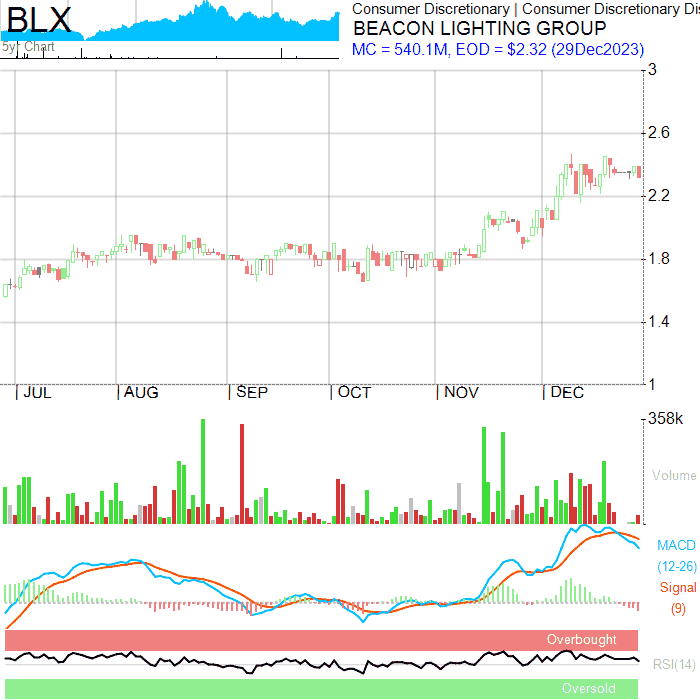 BLX
5yr Chart
Consumer Discretionary | Consumer Discretionary Dis
BEACON LIGHTING GROUP
MC = 540.1M, EOD = $2.32 (29Dec2023)
3
2.6
2.2
1.8
1.4
1
JUL AUG SEP OCT NOV DEC
358k
Volume
MACD
(12-26)
Signal
(9)
Overbought
RSI(14)
Oversold